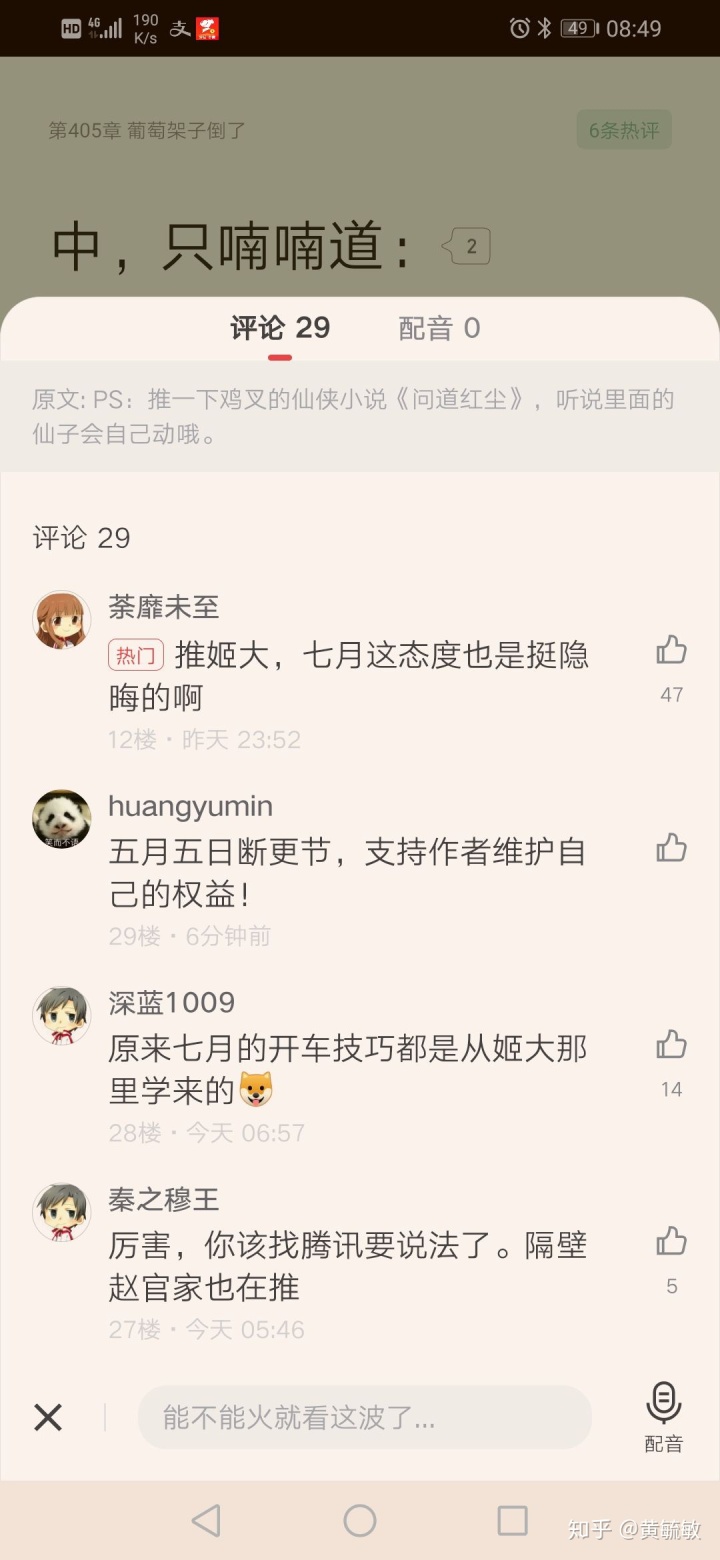 HD 4G 190 K/s 支 49 08:49
第405章 葡萄架子倒了 6条热评
中，只喃喃道： 2
评论 29 配音 0
原文: PS：推一下鸡叉的仙侠小说《问道红尘》，听说里面的
仙子会自己动哦。
评论 29
荼靡未至
热门 推姬大，七月这态度也是挺隐
晦的啊
47
12楼·昨天 23:52
huangyumin
五月五日断更节，支持作者维护自
己的权益！
29楼·6分钟前
深蓝1009
原来七月的开车技巧都是从姬大那
里学来的
14
28楼·今天 06:57
秦之穆王
厉害，你该找腾讯要说法了。隔壁
赵官家也在推
5
27楼·今天 05:46
能不能火就看这波了...
配音
知乎 @黄毓敏